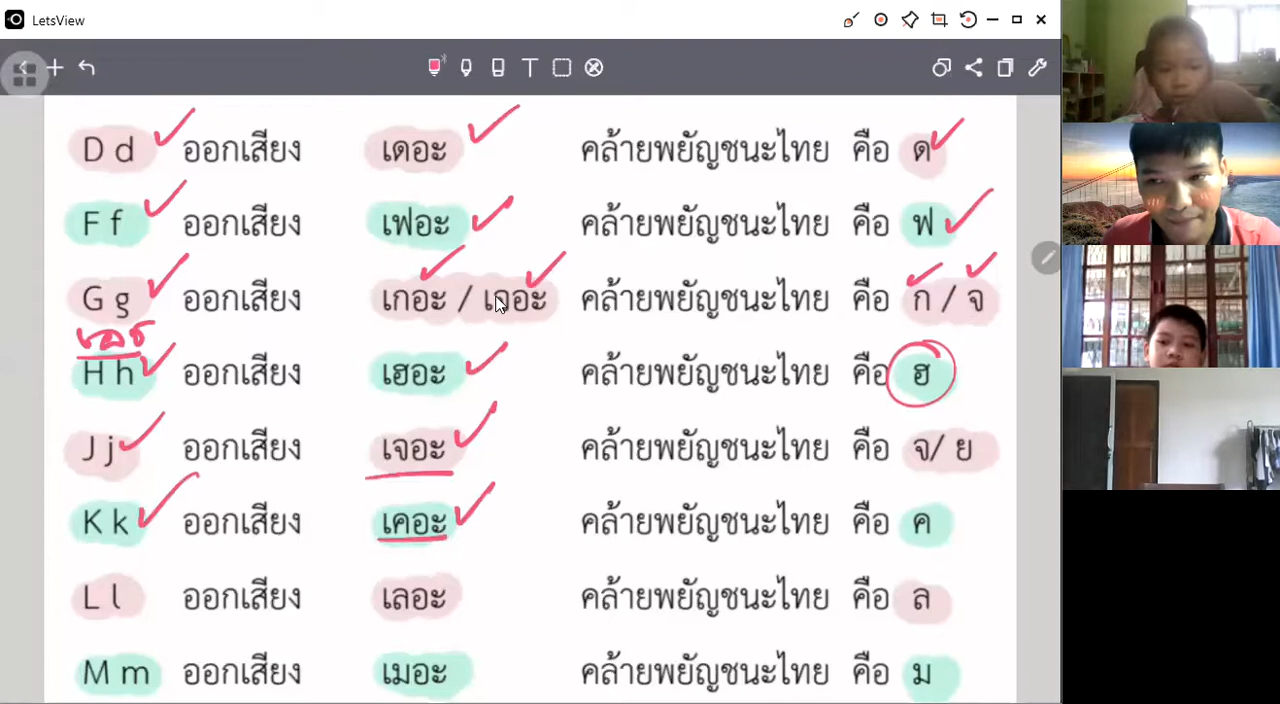 LetsView
D d ออกเสียง เดอะ คล้ายพยัญชนะไทย คือ ด
F f ออกเสียง เฟอะ คล้ายพยัญชนะไทย คือ ฟ
G g ออกเสียง เกอะ / เจอะ คล้ายพยัญชนะไทย คือ ก / จ
เฮช
H h ออกเสียง เฮอะ คล้ายพยัญชนะไทย คือ ฮ
J j ออกเสียง เจอะ คล้ายพยัญชนะไทย คือ จ/ ย
K k ออกเสียง เคอะ คล้ายพยัญชนะไทย คือ ค
L l ออกเสียง เลอะ คล้ายพยัญชนะไทย คือ ล
M m ออกเสียง เมอะ คล้ายพยัญชนะไทย คือ ม